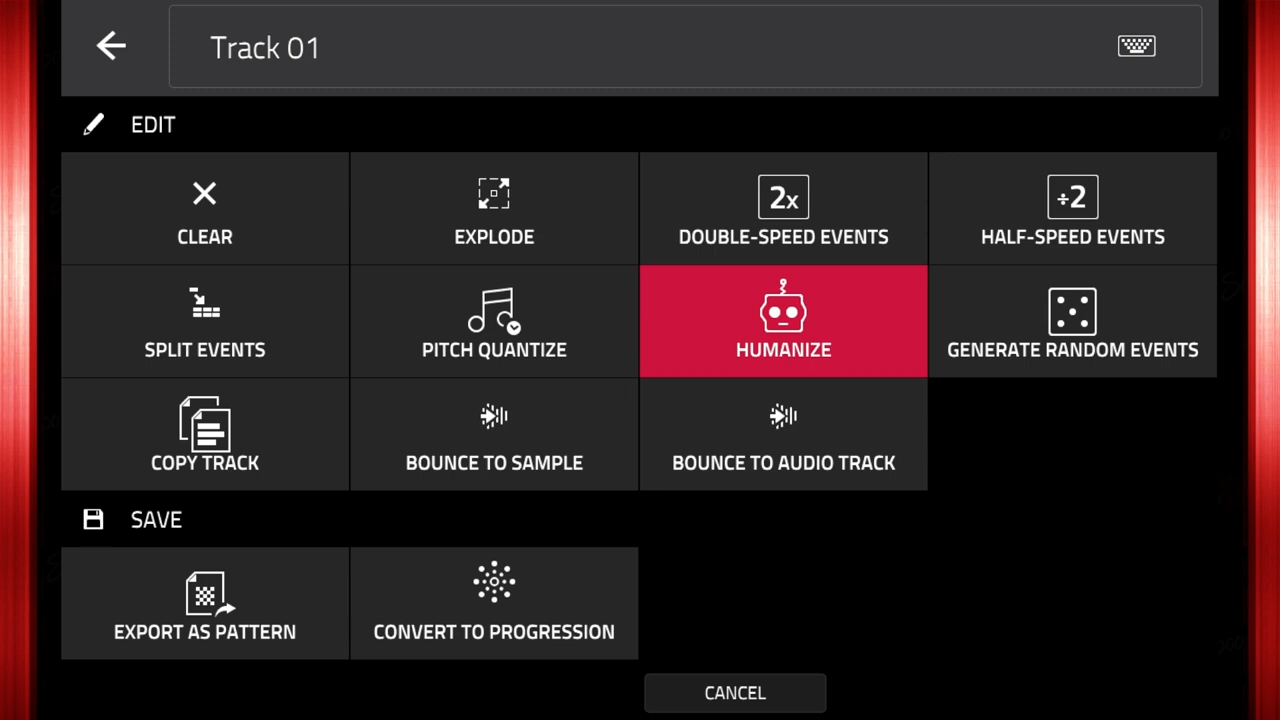 Track 01
EDIT
CLEAR
EXPLODE
2x
DOUBLE-SPEED EVENTS
÷2
HALF-SPEED EVENTS
SPLIT EVENTS
PITCH QUANTIZE
HUMANIZE
GENERATE RANDOM EVENTS
COPY TRACK
BOUNCE TO SAMPLE
BOUNCE TO AUDIO TRACK
SAVE
EXPORT AS PATTERN
CONVERT TO PROGRESSION
CANCEL